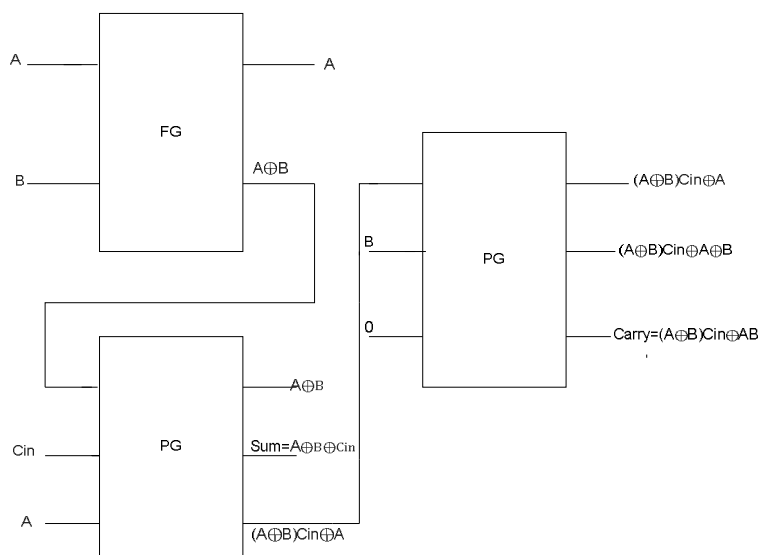 A
A
FG
B
A⊕B
(A⊕B)Cin⊕A
B
(A⊕B)Cin⊕A⊕B
PG
0
Carry=(A⊕B)Cin⊕AB
A⊕B
PG
Cin
Sum=A⊕B⊕Cin
A
(A⊕B)Cin⊕A